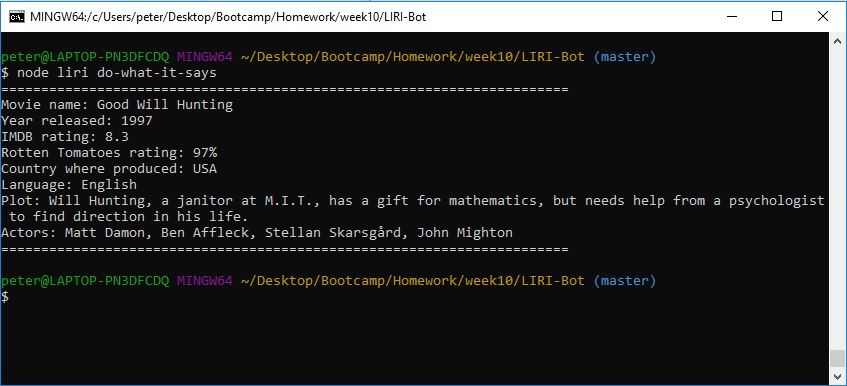 MINGW64:/c/Users/peter/Desktop/Bootcamp/Homework/week10/LIRI-Bot
peter@LAPTOP-PN3DFCDQ MINGW64 ~/Desktop/Bootcamp/Homework/week10/LIRI-Bot (master)
$ node liri do-what-it-says
=======================================================================
Movie name: Good Will Hunting
Year released: 1997
IMDB rating: 8.3
Rotten Tomatoes rating: 97%
Country where produced: USA
Language: English
Plot: Will Hunting, a janitor at M.I.T., has a gift for mathematics, but needs help from a psychologist
to find direction in his life.
Actors: Matt Damon, Ben Affleck, Stellan Skarsgård, John Mighton
=======================================================================
peter@LAPTOP-PN3DFCDQ MINGW64 ~/Desktop/Bootcamp/Homework/week10/LIRI-Bot (master)
$